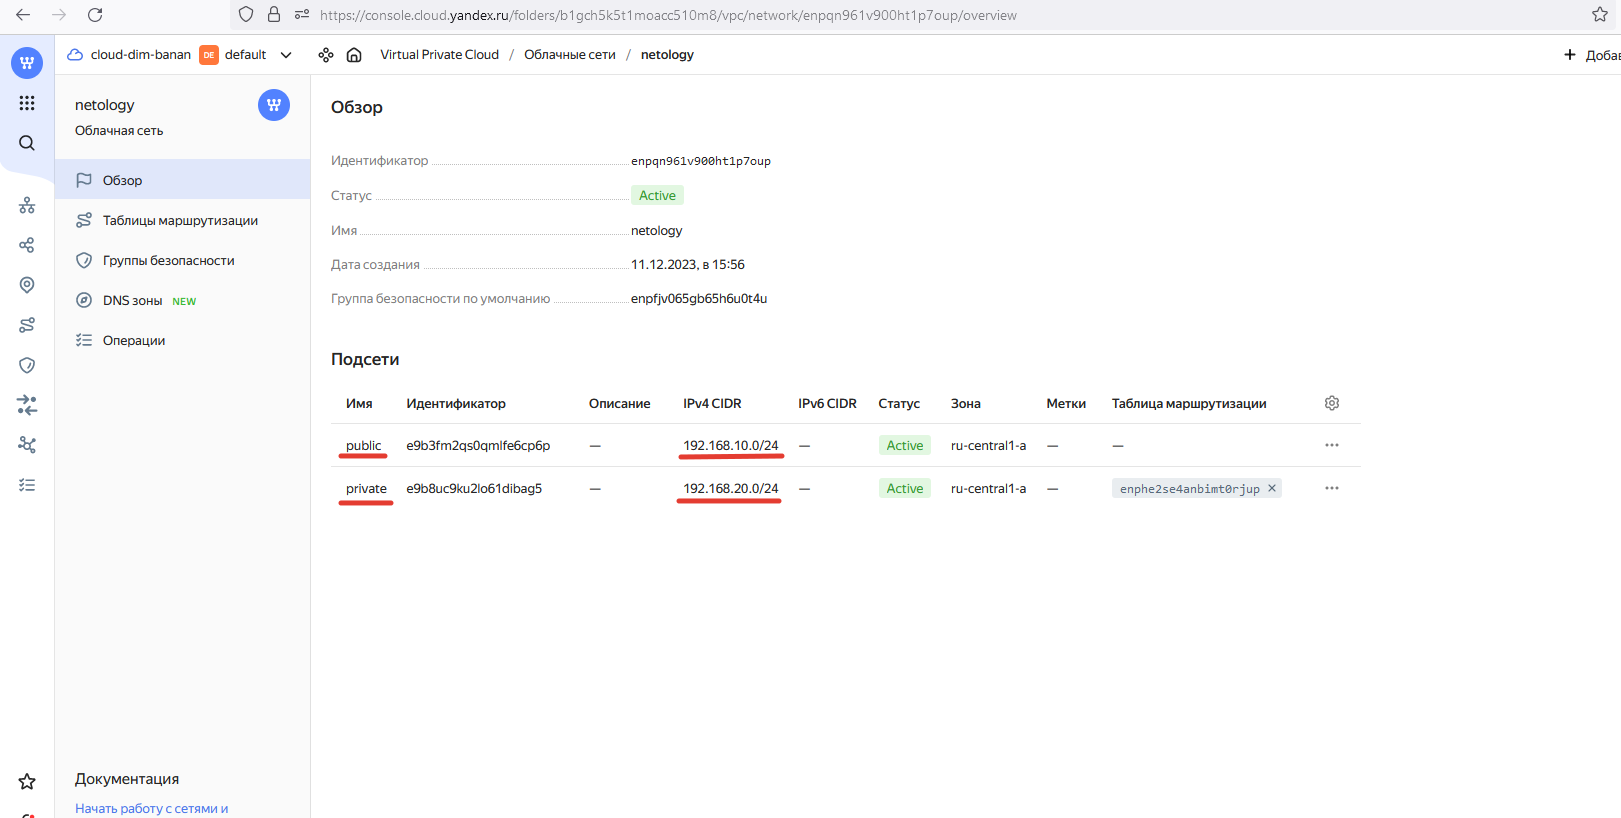 https://console.cloud.yandex.ru/folders/b1gch5k5t1moacc510m8/vpc/network/enpqn961v900ht1p7oup/overview
cloud-dim-banan DE default Virtual Private Cloud / Облачные сети / netology + Добав
netology
Облачная сеть
Обзор
Таблицы маршрутизации
Группы безопасности
DNS зоны NEW
Операции
Документация
Начать работу с сетями и
Обзор
Идентификатор enpqn961v900ht1p7oup
Статус Active
Имя netology
Дата создания 11.12.2023, в 15:56
Группа безопасности по умолчанию enpfjv065gb65h6u0t4u
Подсети
Имя Идентификатор Описание IPv4 CIDR IPv6 CIDR Статус Зона Метки Таблица маршрутизации
public e9b3fm2qs0qmlfe6cp6p — 192.168.10.0/24 — Active ru-central1-a — —
private e9b8uc9ku2lo61dibag5 — 192.168.20.0/24 — Active ru-central1-a — enphe2se4anbimt0rjup ×